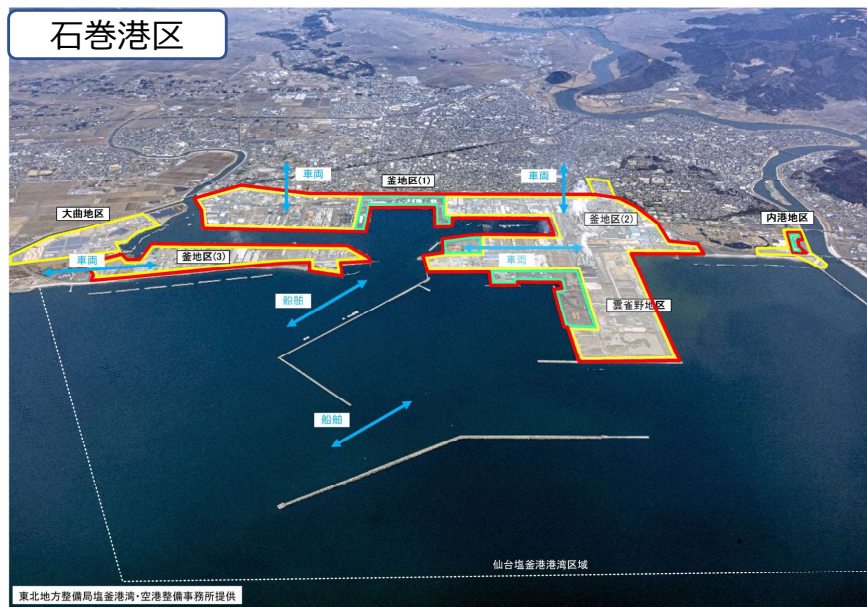 石巻港区
車両
釜地区(1)
車両
大曲地区
釜地区(2)
内港地区
釜地区(3)
車両
車両
船舶
雲雀野地区
船舶
仙台塩釜港港湾区域
東北地方整備局塩釜港湾・空港整備事務所提供